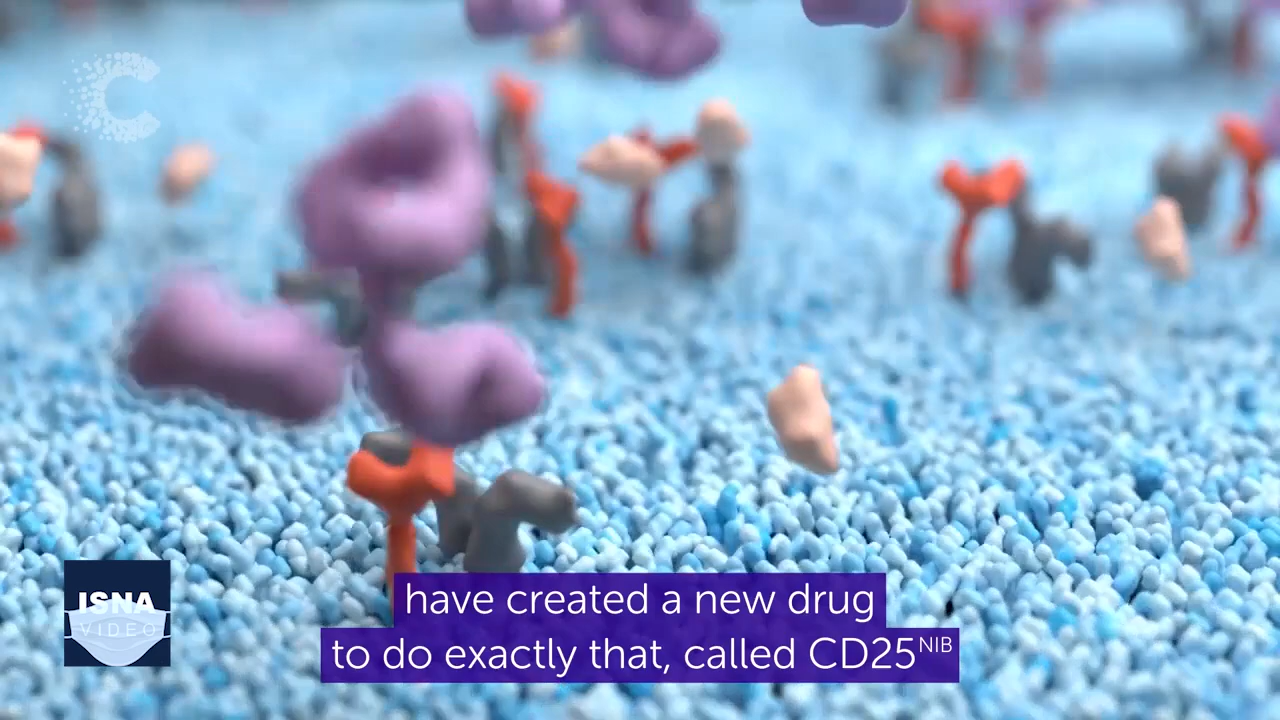 ISNA
VIDEO
have created a new drug
to do exactly that, called CD25ᴺᴵᴮ